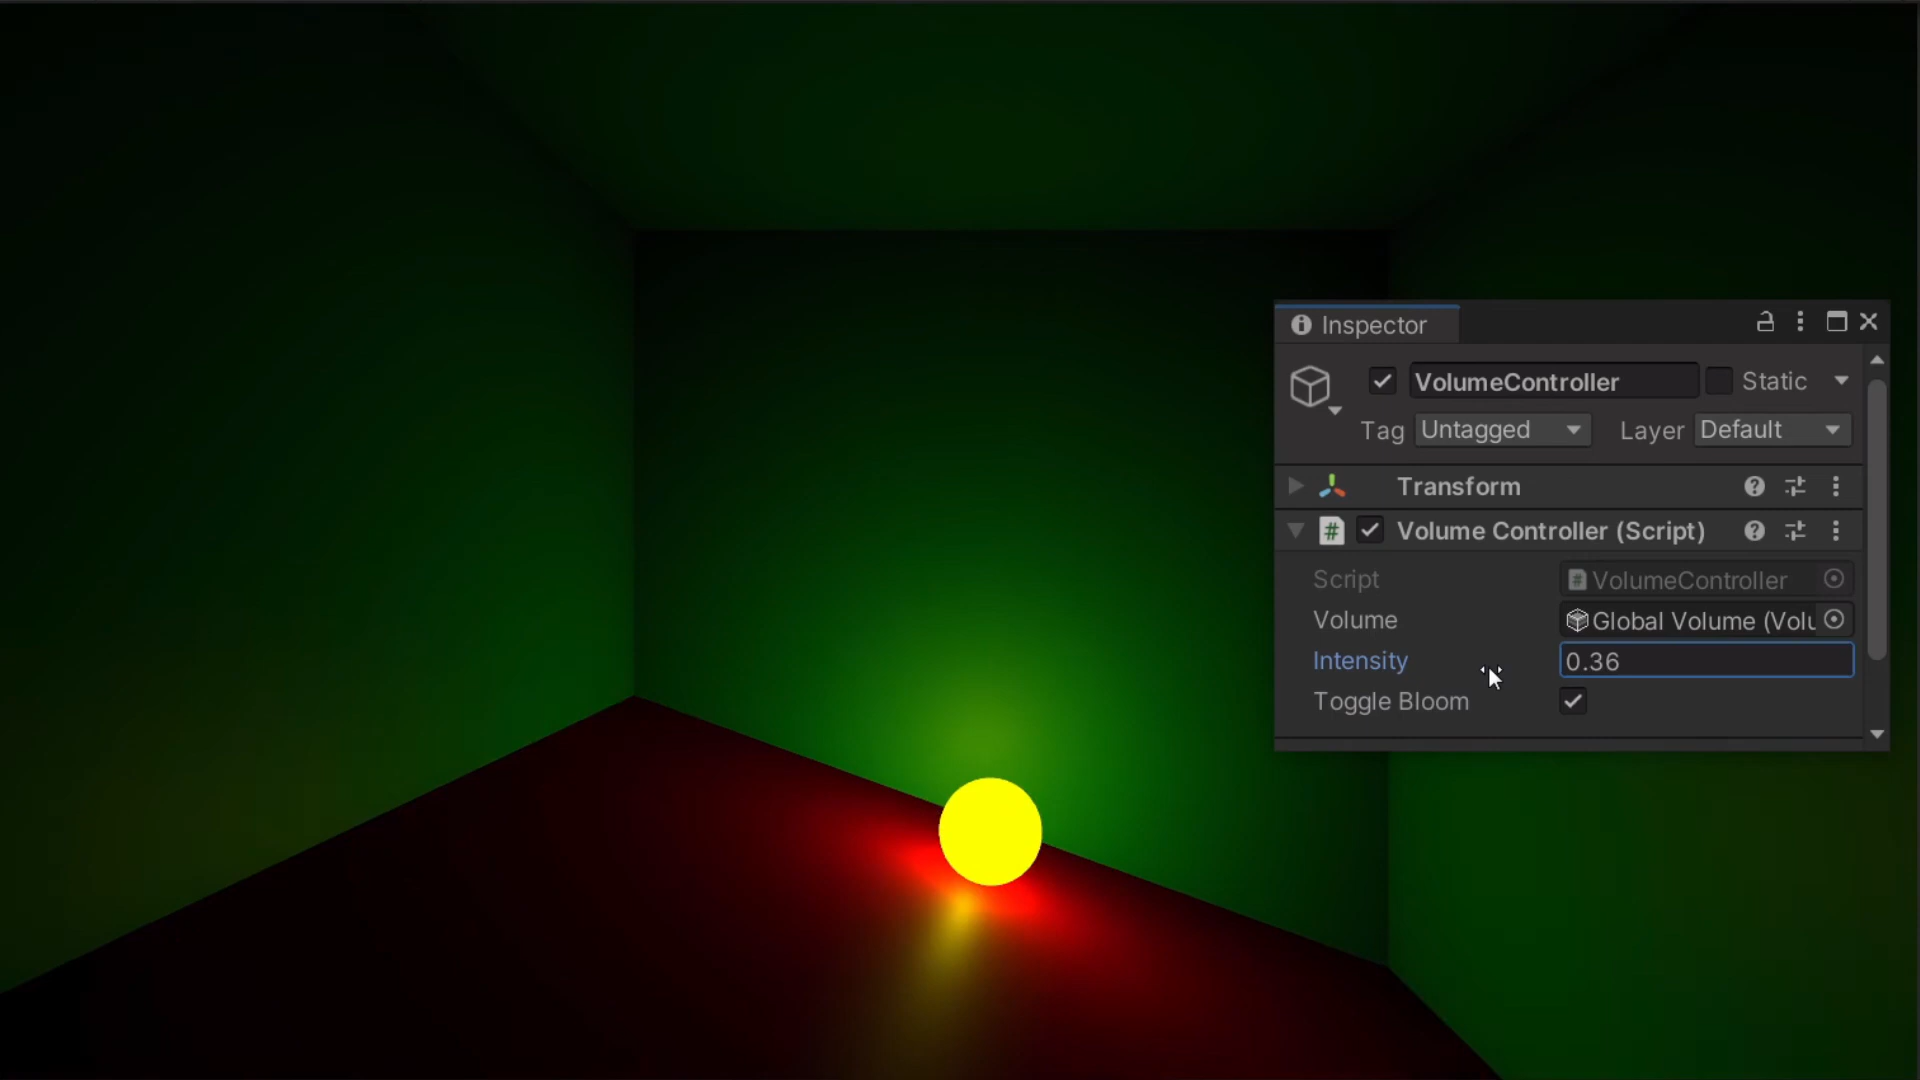 Inspector
VolumeController
Static
Tag Untagged Layer Default
Transform
# Volume Controller (Script)
Script # VolumeController
Volume Global Volume (Volu
Intensity 0.36
Toggle Bloom